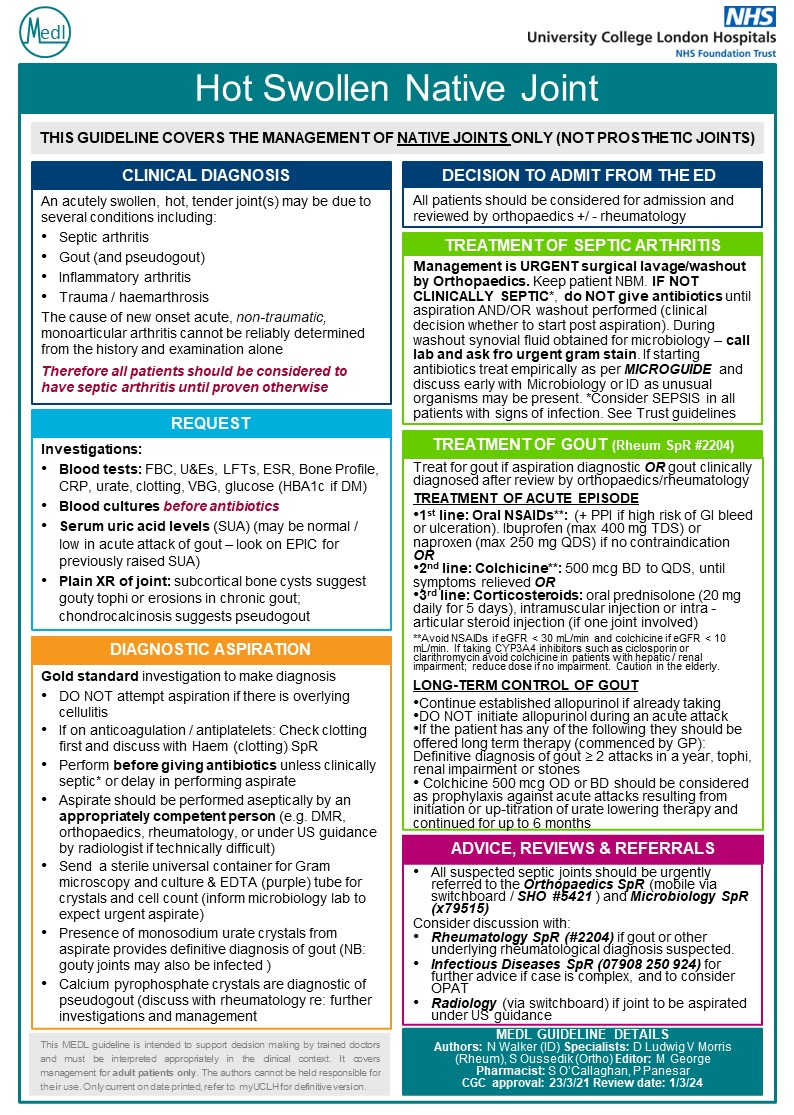 Medl
NHS
University College London Hospitals
NHS Foundation Trust
Hot Swollen Native Joint
THIS GUIDELINE COVERS THE MANAGEMENT OF NATIVE JOINTS ONLY (NOT PROSTHETIC JOINTS)
CLINICAL DIAGNOSIS
An acutely swollen, hot, tender joint(s) may be due to
several conditions including:
• Septic arthritis
• Gout (and pseudogout)
• Inflammatory arthritis
• Trauma / haemarthrosis
The cause of new onset acute, non-traumatic,
monoarticular arthritis cannot be reliably determined
from the history and examination alone
Therefore all patients should be considered to
have septic arthritis until proven otherwise
REQUEST
Investigations:
• Blood tests: FBC, U&Es, LFTs, ESR, Bone Profile,
CRP, urate, clotting, VBG, glucose (HBA1c if DM)
• Blood cultures before antibiotics
• Serum uric acid levels (SUA) (may be normal /
low in acute attack of gout – look on EPIC for
previously raised SUA)
• Plain XR of joint: subcortical bone cysts suggest
gouty tophi or erosions in chronic gout;
chondrocalcinosis suggests pseudogout
DIAGNOSTIC ASPIRATION
Gold standard investigation to make diagnosis
• DO NOT attempt aspiration if there is overlying
cellulitis
• If on anticoagulation / antiplatelets: Check clotting
first and discuss with Haem (clotting) SpR
• Perform before giving antibiotics unless clinically
septic* or delay in performing aspirate
• Aspirate should be performed aseptically by an
appropriately competent person (e.g. DMR,
orthopaedics, rheumatology, or under US guidance
by radiologist if technically difficult)
• Send a sterile universal container for Gram
microscopy and culture & EDTA (purple) tube for
crystals and cell count (inform microbiology lab to
expect urgent aspirate)
• Presence of monosodium urate crystals from
aspirate provides definitive diagnosis of gout (NB:
gouty joints may also be infected )
• Calcium pyrophosphate crystals are diagnostic of
pseudogout (discuss with rheumatology re: further
investigations and management
This MEDL guideline is intended to support decision making by trained doctors
and must be interpreted appropriately in the clinical context. It covers
management for adult patients only. The authors cannot be held responsible for
their use. Only current on date printed, refer to myUCLH for definitive version.
DECISION TO ADMIT FROM THE ED
All patients should be considered for admission and
reviewed by orthopaedics +/ - rheumatology
TREATMENT OF SEPTIC ARTHRITIS
Management is URGENT surgical lavage/washout
by Orthopaedics. Keep patient NBM. IF NOT
CLINICALLY SEPTIC*, do NOT give antibiotics until
aspiration AND/OR washout performed (clinical
decision whether to start post aspiration). During
washout synovial fluid obtained for microbiology – call
lab and ask fro urgent gram stain. If starting
antibiotics treat empirically as per MICROGUIDE and
discuss early with Microbiology or ID as unusual
organisms may be present. *Consider SEPSIS in all
patients with signs of infection. See Trust guidelines
TREATMENT OF GOUT (Rheum SpR #2204)
Treat for gout if aspiration diagnostic OR gout clinically
diagnosed after review by orthopaedics/rheumatology
TREATMENT OF ACUTE EPISODE
•1st line: Oral NSAIDs**: (+ PPI if high risk of GI bleed
or ulceration). Ibuprofen (max 400 mg TDS) or
naproxen (max 250 mg QDS) if no contraindication
OR
•2nd line: Colchicine**: 500 mcg BD to QDS, until
symptoms relieved OR
•3rd line: Corticosteroids: oral prednisolone (20 mg
daily for 5 days), intramuscular injection or intra -
articular steroid injection (if one joint involved)
**Avoid NSAIDs if eGFR < 30 mL/min and colchicine if eGFR < 10
mL/min. If taking CYP3A4 inhibitors such as ciclosporin or
clarithromycin avoid colchicine in patients with hepatic / renal
impairment; reduce dose if no impairment. Caution in the elderly.
LONG-TERM CONTROL OF GOUT
•Continue established allopurinol if already taking
•DO NOT initiate allopurinol during an acute attack
•If the patient has any of the following they should be
offered long term therapy (commenced by GP):
Definitive diagnosis of gout ≥ 2 attacks in a year, tophi,
renal impairment or stones
• Colchicine 500 mcg OD or BD should be considered
as prophylaxis against acute attacks resulting from
initiation or up-titration of urate lowering therapy and
continued for up to 6 months
ADVICE, REVIEWS & REFERRALS
• All suspected septic joints should be urgently
referred to the Orthopaedics SpR (mobile via
switchboard / SHO #5421 ) and Microbiology SpR
(x79515)
Consider discussion with:
• Rheumatology SpR (#2204) if gout or other
underlying rheumatological diagnosis suspected.
• Infectious Diseases SpR (07908 250 924) for
further advice if case is complex, and to consider
OPAT
• Radiology (via switchboard) if joint to be aspirated
under US guidance
MEDL GUIDELINE DETAILS
Authors: N Walker (ID) Specialists: D Ludwig V Morris
(Rheum), S Oussedik (Ortho) Editor: M George
Pharmacist: S O'Callaghan, P Panesar
CGC approval: 23/3/21 Review date: 1/3/24